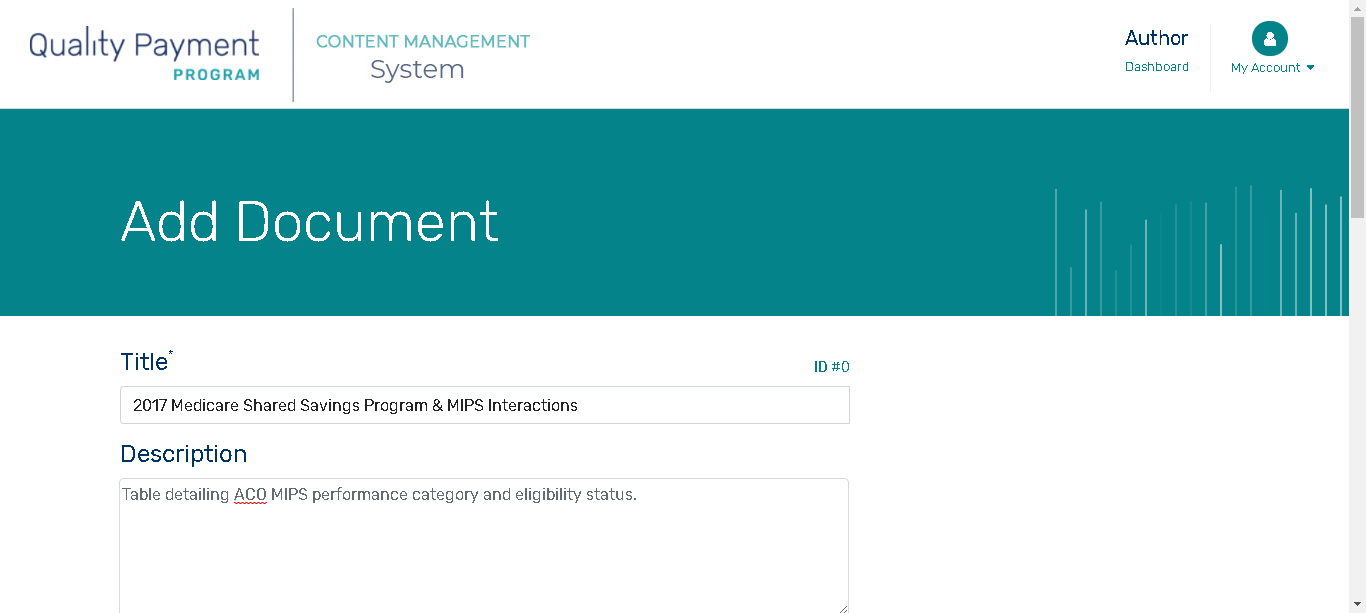 Quality Payment
PROGRAM
CONTENT MANAGEMENT
System
Author
Dashboard
My Account
Add Document
Title*
ID #0
2017 Medicare Shared Savings Program & MIPS Interactions
Description
Table detailing ACO MIPS performance category and eligibility status.